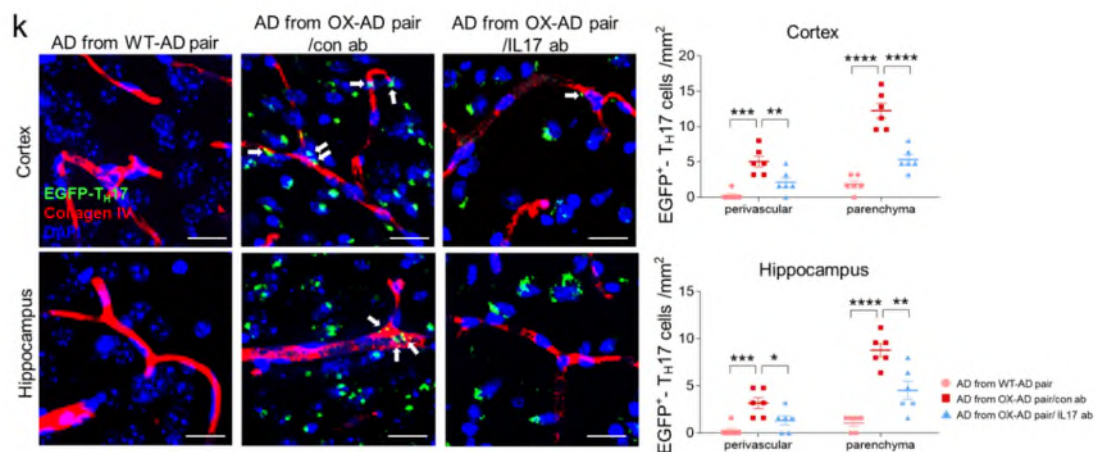 k
AD from WT-AD pair
AD from OX-AD pair
/con ab
AD from OX-AD pair
/IL17 ab
Cortex
EGFP-TH17
Collagen IV
DAPI
Hippocampus
Cortex
EGFP+- TH17 cells /mm2
20
15
10
5
0
***
**
****
****
perivascular
parenchyma
Hippocampus
EGFP+- TH17 cells /mm2
15
10
5
0
***
*
****
**
perivascular
parenchyma
AD from WT-AD pair
AD from OX-AD pair/con ab
AD from OX-AD pair/ IL17 ab